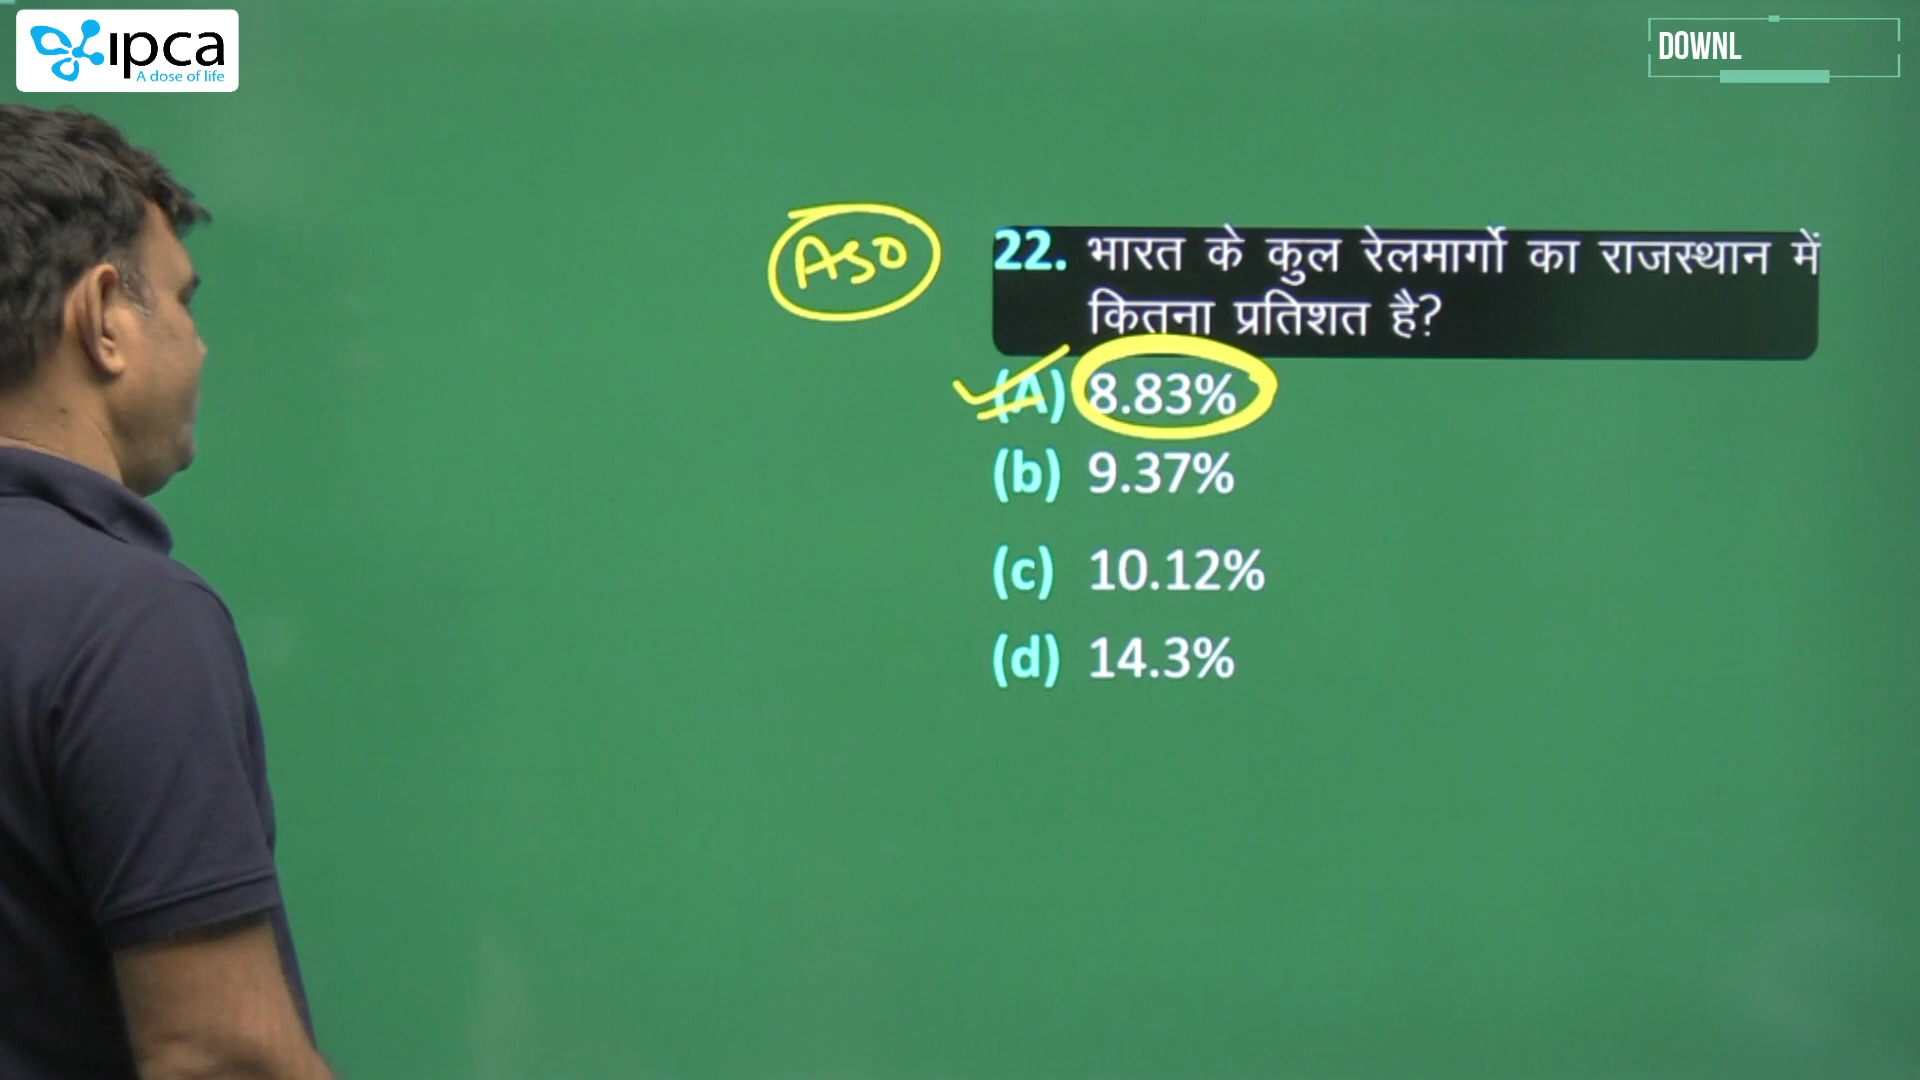 ipca
A dose of life
DOWNL
ASO
22. भारत के कुल रेलमार्गो का राजस्थान में
कितना प्रतिशत है?
(A) 8.83%
(b) 9.37%
(c) 10.12%
(d) 14.3%